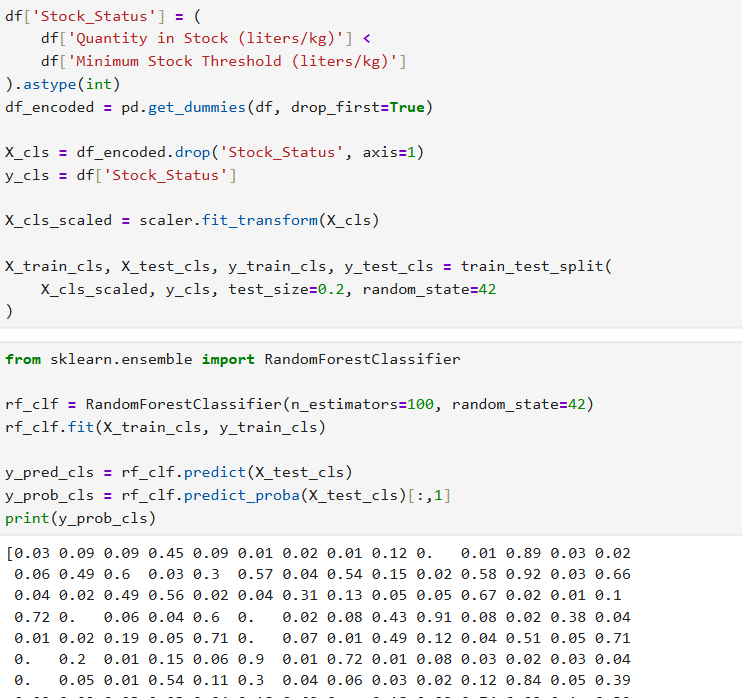 df['Stock_Status'] = (
    df['Quantity in Stock (liters/kg)'] <
    df['Minimum Stock Threshold (liters/kg)']
).astype(int)
df_encoded = pd.get_dummies(df, drop_first=True)

X_cls = df_encoded.drop('Stock_Status', axis=1)
y_cls = df['Stock_Status']

X_cls_scaled = scaler.fit_transform(X_cls)

X_train_cls, X_test_cls, y_train_cls, y_test_cls = train_test_split(
    X_cls_scaled, y_cls, test_size=0.2, random_state=42
)
from sklearn.ensemble import RandomForestClassifier

rf_clf = RandomForestClassifier(n_estimators=100, random_state=42)
rf_clf.fit(X_train_cls, y_train_cls)

y_pred_cls = rf_clf.predict(X_test_cls)
y_prob_cls = rf_clf.predict_proba(X_test_cls)[:,1]
print(y_prob_cls)
[0.03 0.09 0.09 0.45 0.09 0.01 0.02 0.01 0.12 0.   0.01 0.89 0.03 0.02
 0.06 0.49 0.6  0.03 0.3  0.57 0.04 0.54 0.15 0.02 0.58 0.92 0.03 0.66
 0.04 0.02 0.49 0.56 0.02 0.04 0.31 0.13 0.05 0.05 0.67 0.02 0.01 0.1
 0.72 0.   0.06 0.04 0.6  0.   0.02 0.08 0.43 0.91 0.08 0.02 0.38 0.04
 0.01 0.02 0.19 0.05 0.71 0.   0.07 0.01 0.49 0.12 0.04 0.51 0.05 0.71
 0.   0.2  0.01 0.15 0.06 0.9  0.01 0.72 0.01 0.08 0.03 0.02 0.03 0.04
 0.   0.05 0.01 0.54 0.11 0.3  0.04 0.06 0.03 0.02 0.12 0.84 0.05 0.39